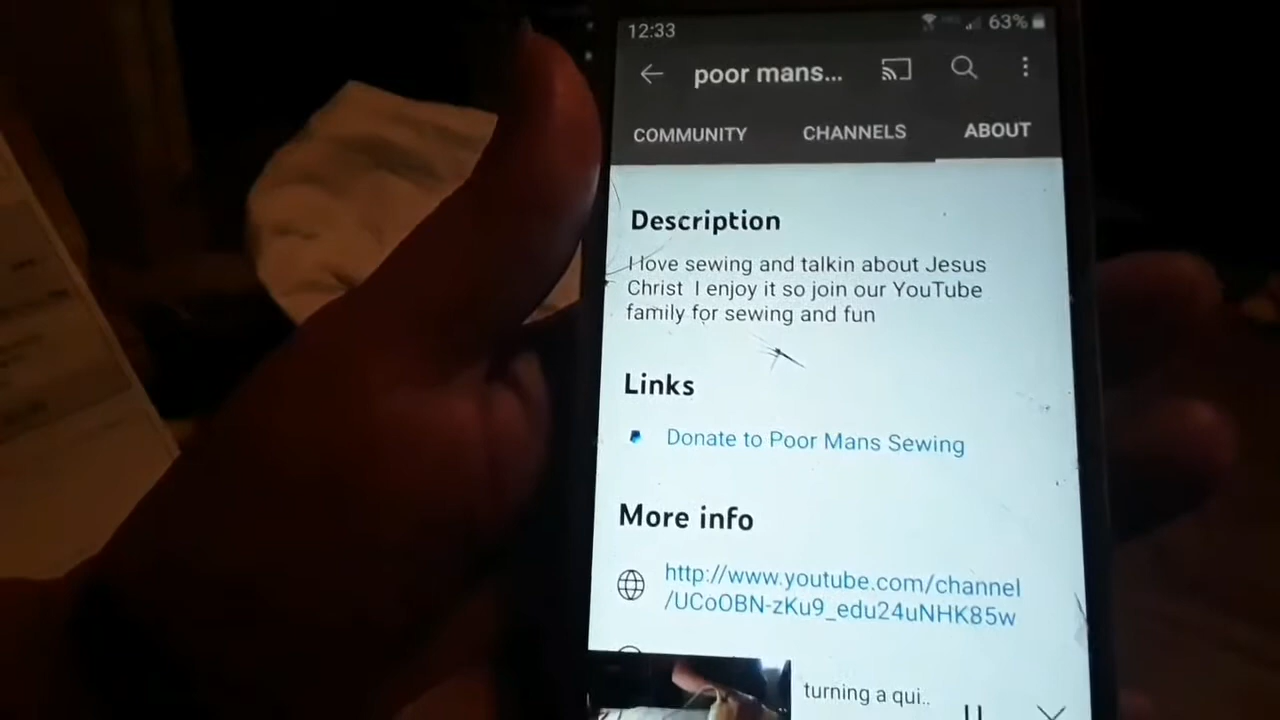 12:33
63%
poor mans...
COMMUNITY CHANNELS ABOUT
Description
I love sewing and talkin about Jesus
Christ I enjoy it so join our YouTube
family for sewing and fun
Links
Donate to Poor Mans Sewing
More info
http://www.youtube.com/channel
/UCoOBN-zKu9_edu24uNHK85w
turning a qui..